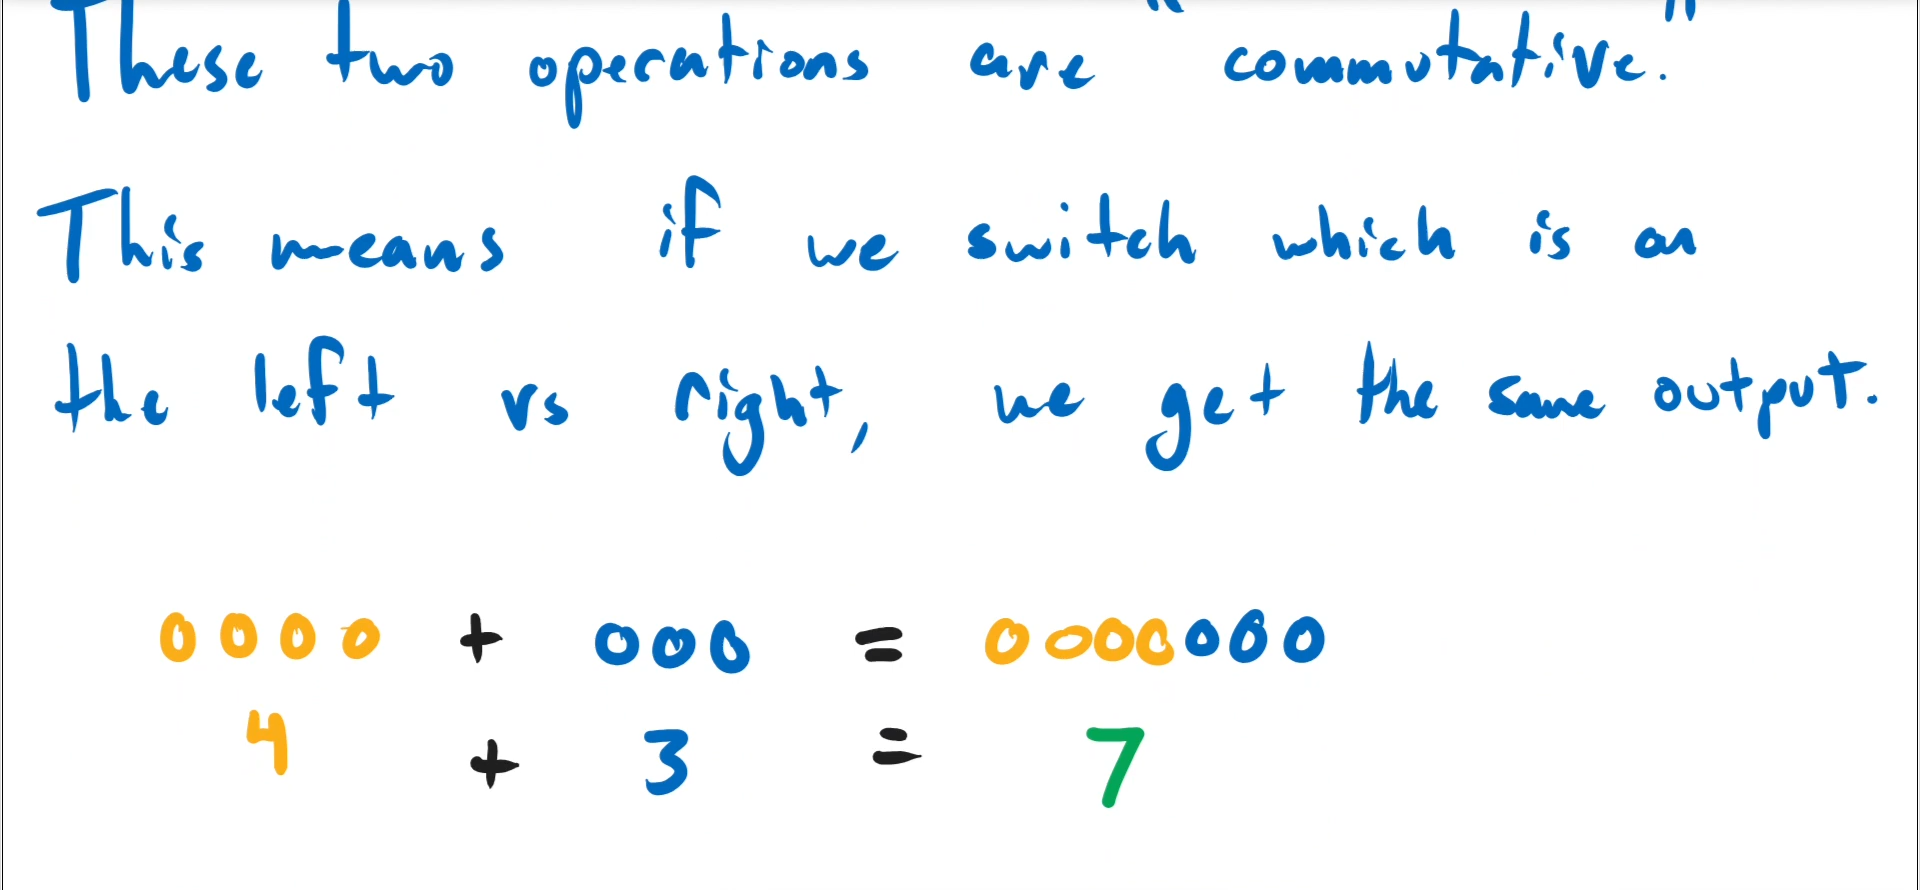 These two operations are "commutative."
This means if we switch which is on
the left vs right, we get the same output.
0000 + 000 = 0000000
4 + 3 = 7